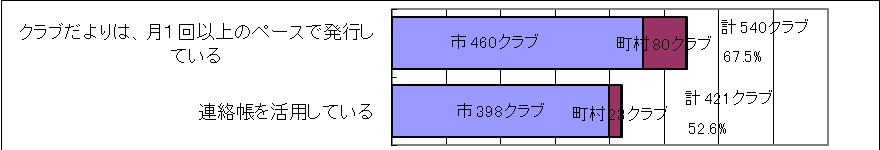 クラブだよりは、月1回以上のペースで発行し
ている
市460クラブ
町村80クラブ
計540クラブ
67.5%
連絡帳を活用している
市398クラブ
町村23クラブ
計421クラブ
52.6%